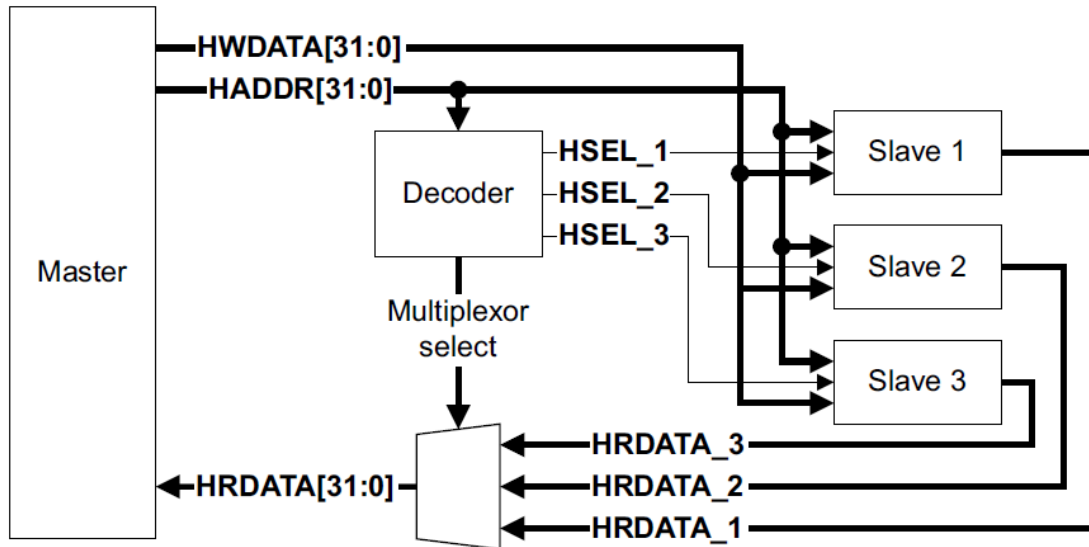 HWDATA[31:0]
HADDR[31:0]
HSEL_1
Slave 1
Decoder
HSEL_2
HSEL_3
Slave 2
Master
Multiplexor
select
Slave 3
HRDATA_3
HRDATA[31:0]
HRDATA_2
HRDATA_1